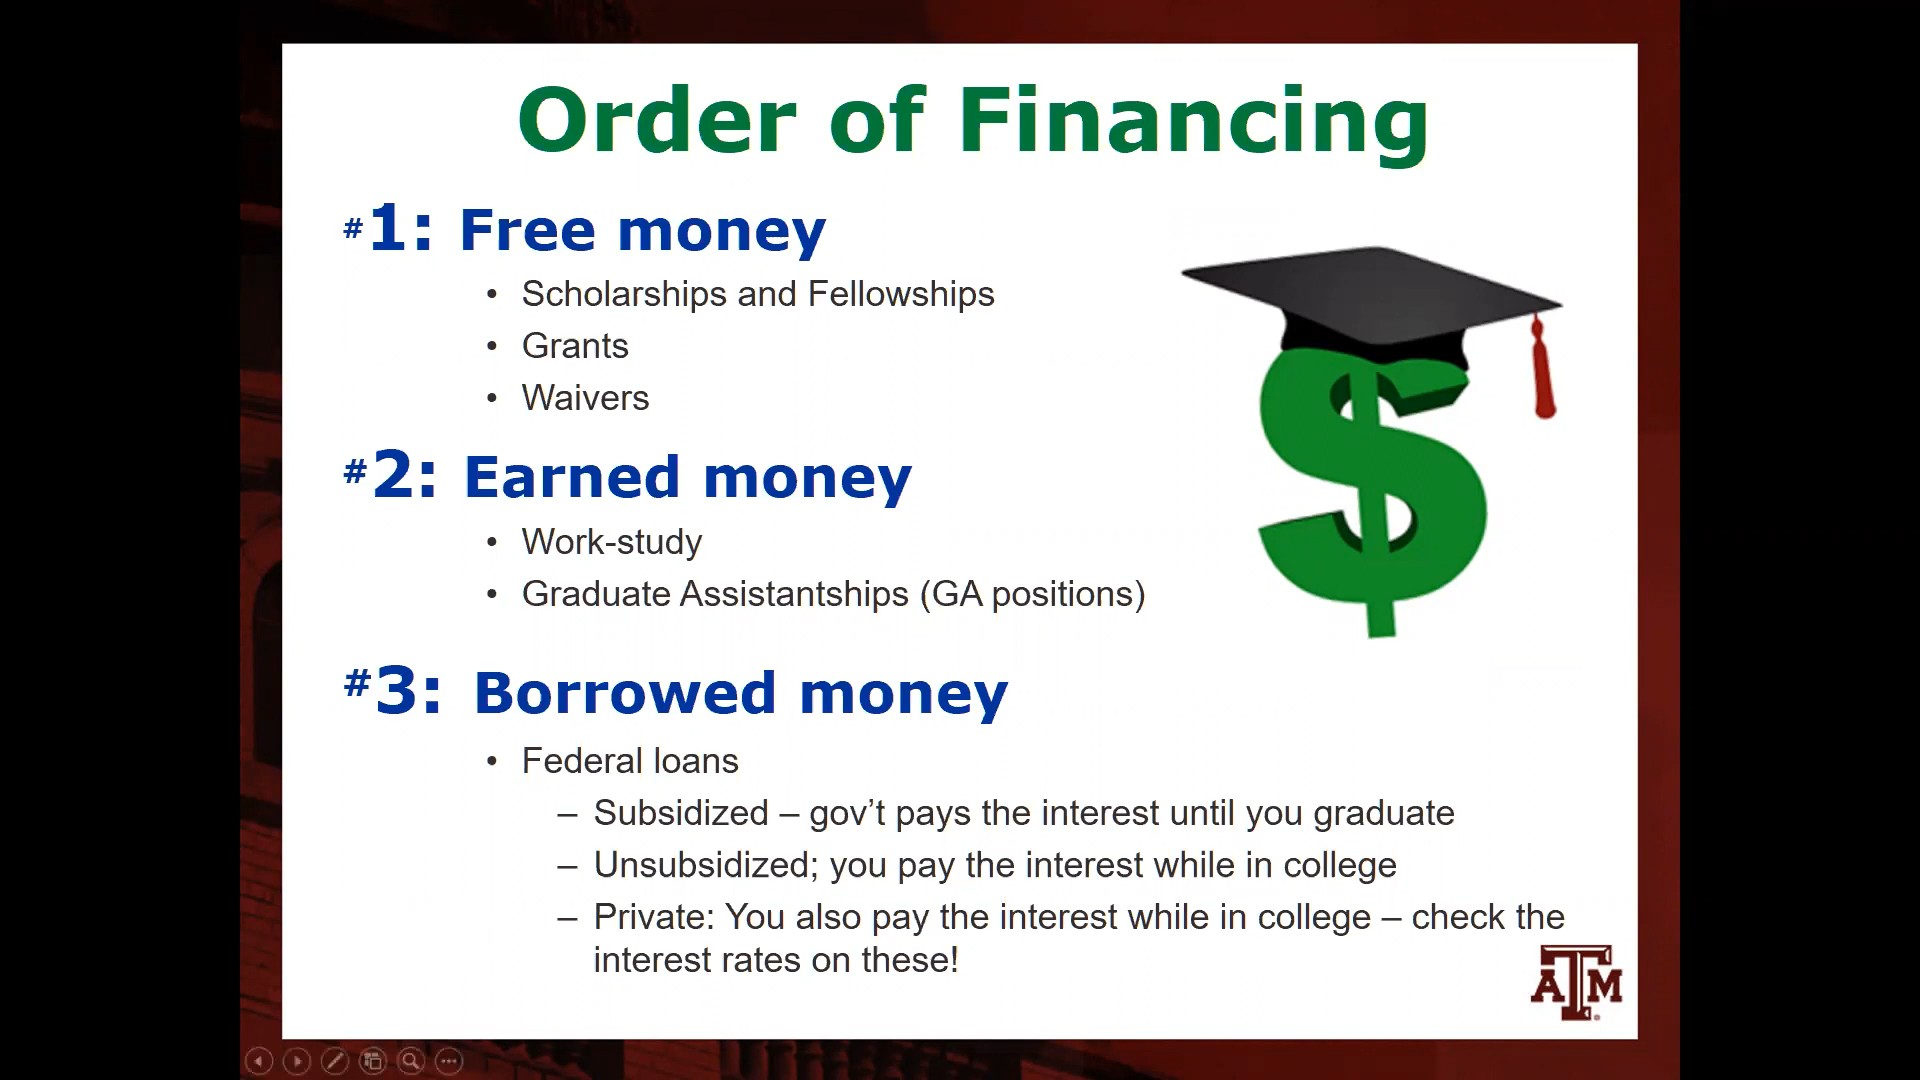 Order of Financing
#1: Free money
• Scholarships and Fellowships
• Grants
• Waivers
#2: Earned money
• Work-study
• Graduate Assistantships (GA positions)
#3: Borrowed money
• Federal loans
– Subsidized – gov’t pays the interest until you graduate
– Unsubsidized; you pay the interest while in college
– Private: You also pay the interest while in college – check the
interest rates on these!
ATM